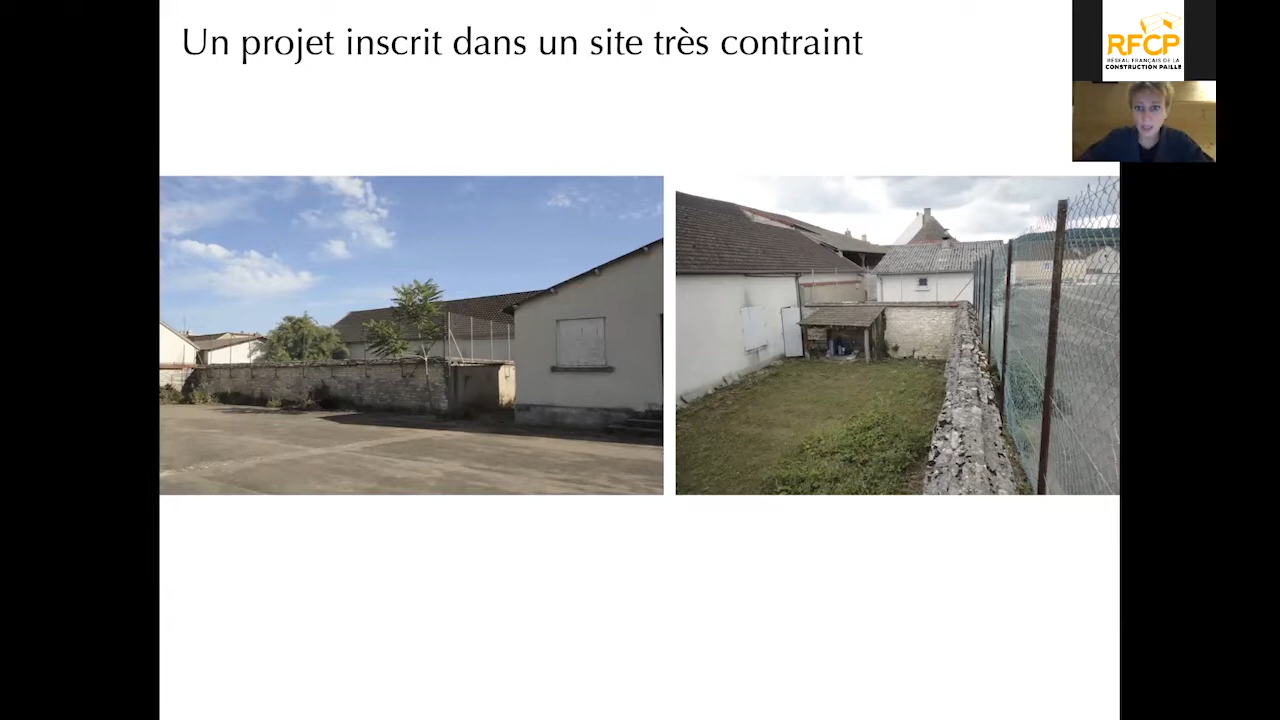 Un projet inscrit dans un site très contraint
RFCP
RÉSEAU FRANÇAIS DE LA
CONSTRUCTION PAILLE